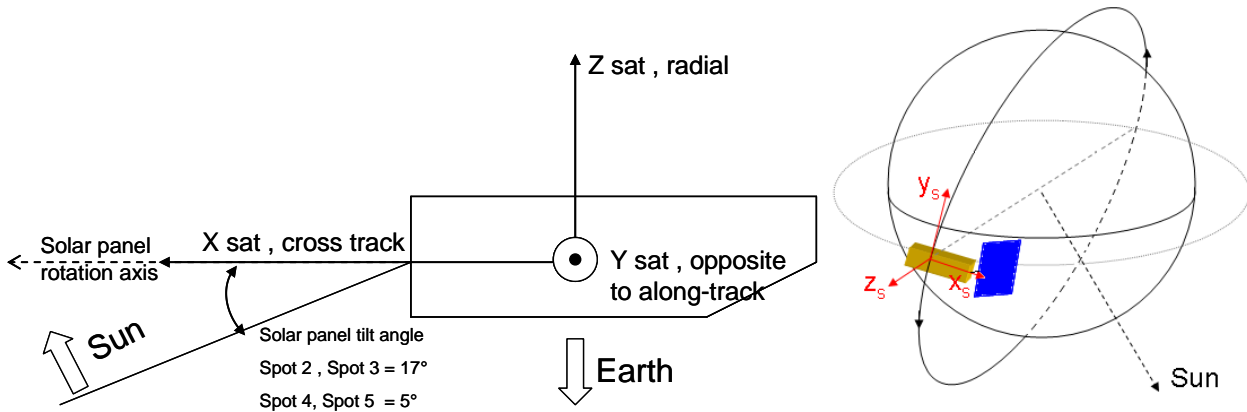 Z sat , radial
Solar panel
rotation axis
X sat , cross track
Y sat , opposite
to along-track
Sun
Solar panel tilt angle
Spot 2 , Spot 3 = 17°
Spot 4, Spot 5 = 5°
Earth
ys
zs
xs
Sun